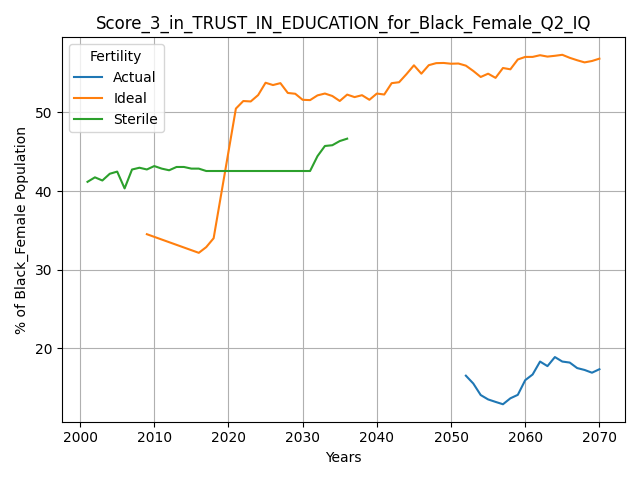 Score_3_in_TRUST_IN_EDUCATION_for_Black_Female_Q2_IQ
Fertility
Actual
Ideal
Sterile
% of Black_Female Population
50
40
30
20
2000 2010 2020 2030 2040 2050 2060 2070
Years